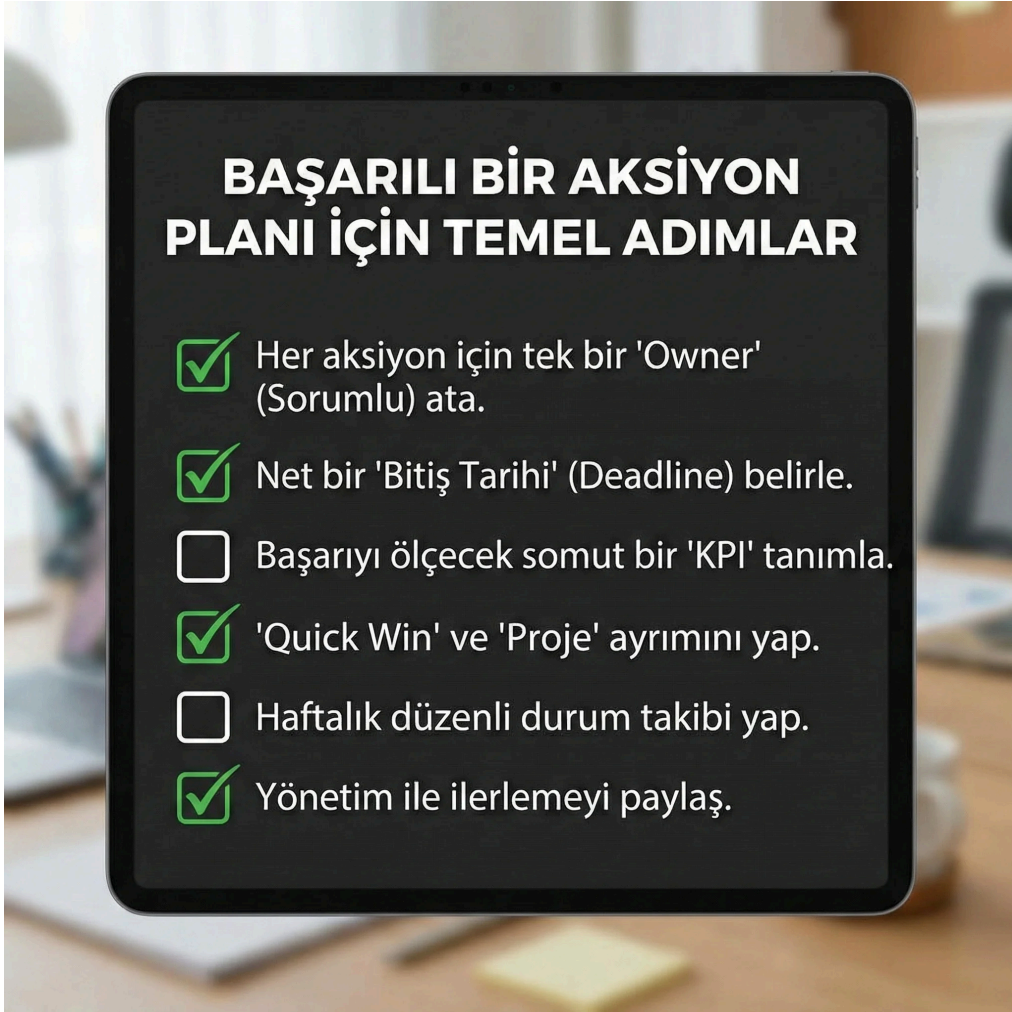 BAŞARILI BİR AKSİYON
PLANI İÇİN TEMEL ADIMLAR
Her aksiyon için tek bir 'Owner'
(Sorumlu) ata.
Net bir 'Bitiş Tarihi' (Deadline) belirle.
Başarıyı ölçecek somut bir 'KPI' tanımla.
'Quick Win' ve 'Proje' ayrımını yap.
Haftalık düzenli durum takibi yap.
Yönetim ile ilerlemeyi paylaş.